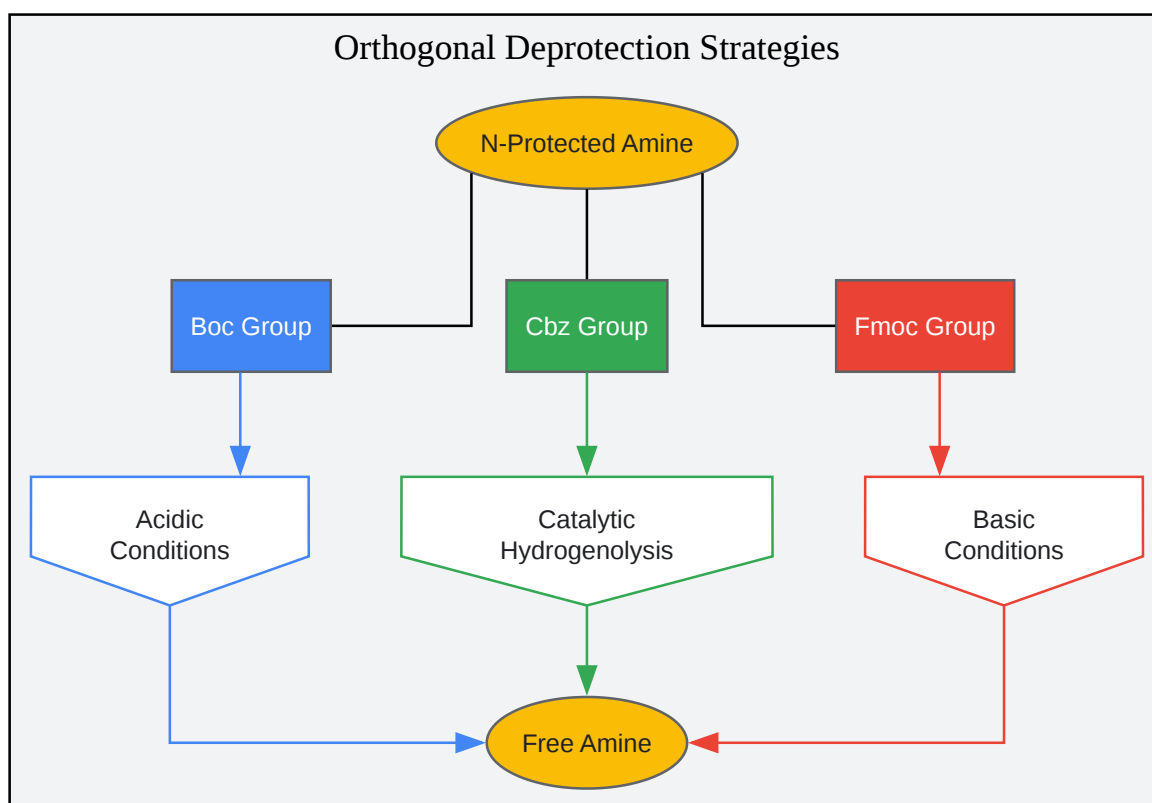 Orthogonal Deprotection Strategies
N-Protected Amine
Boc Group
Cbz Group
Fmoc Group
Acidic
Conditions
Catalytic
Hydrogenolysis
Basic
Conditions
Free Amine